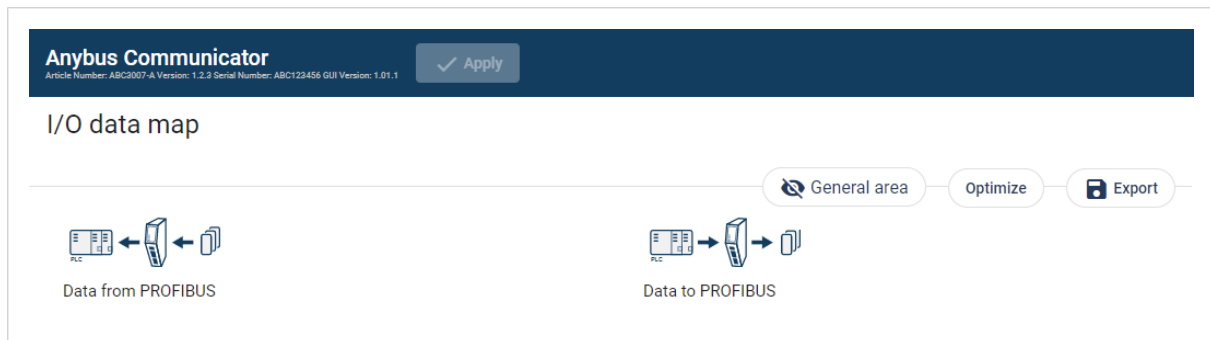 Anybus Communicator
Article Number: ABC3007-A Version: 1.2.3 Serial Number: ABC123456 GUI Version: 1.01.1
Apply
I/O data map
General area
Optimize
Export
PLC
PLC
Data from PROFIBUS
Data to PROFIBUS